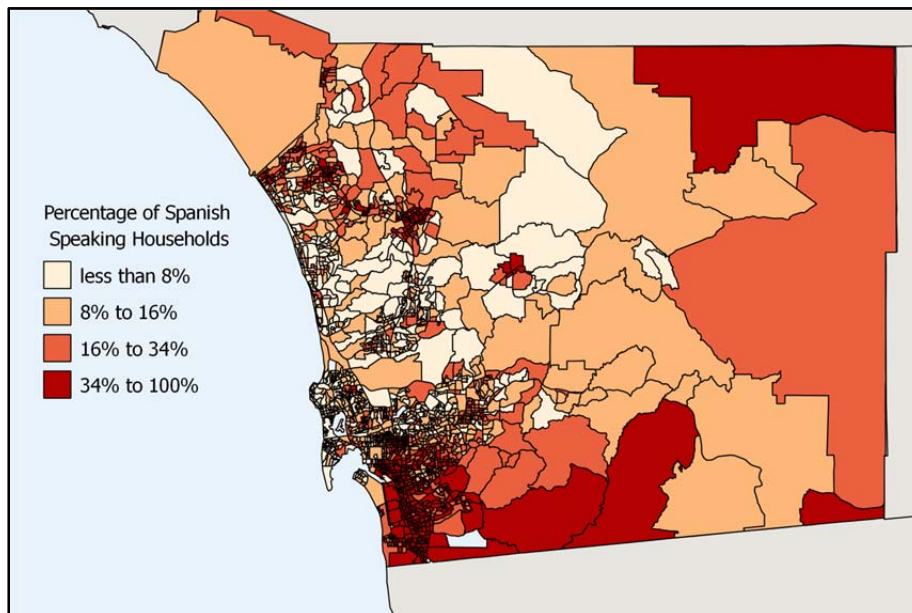 Percentage of Spanish
Speaking Households
less than 8%
8% to 16%
16% to 34%
34% to 100%